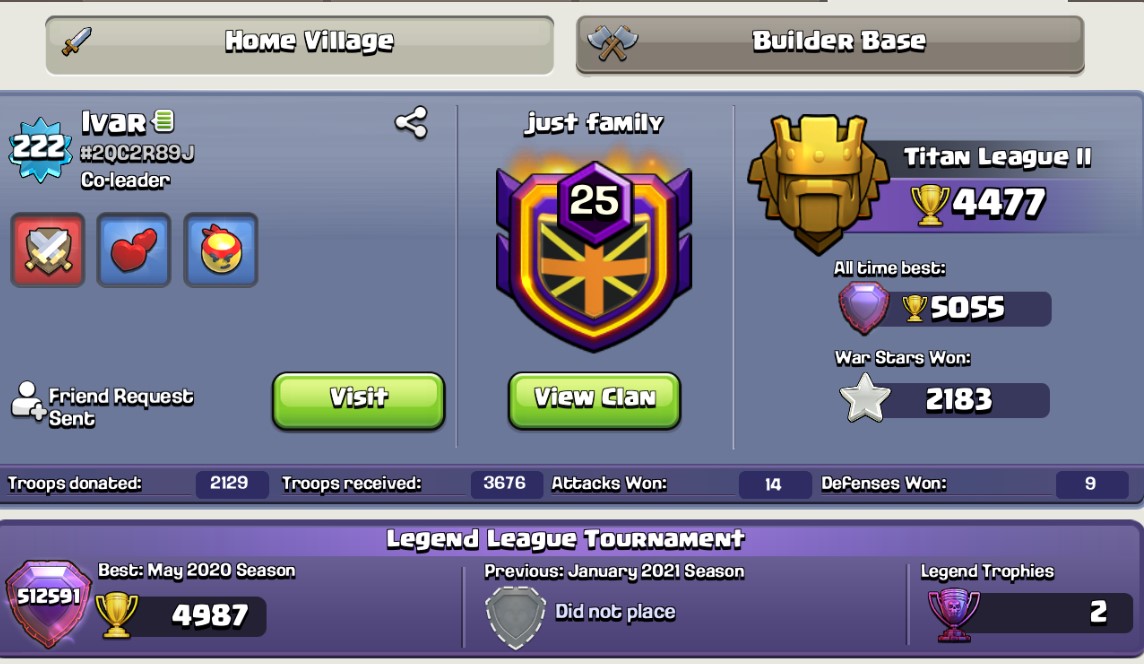 Home Village
Builder Base
222
Ivar
#2QC2R89J
Co-leader
Friend Request
Sent
Visit
just family
25
View Clan
Titan League II
4477
All time best:
5055
War Stars Won:
2183
Troops donated: 2129 Troops received: 3676 Attacks Won: 14 Defenses Won: 9
Legend League Tournament
Best: May 2020 Season
512591
4987
Previous: January 2021 Season
Did not place
Legend Trophies
2